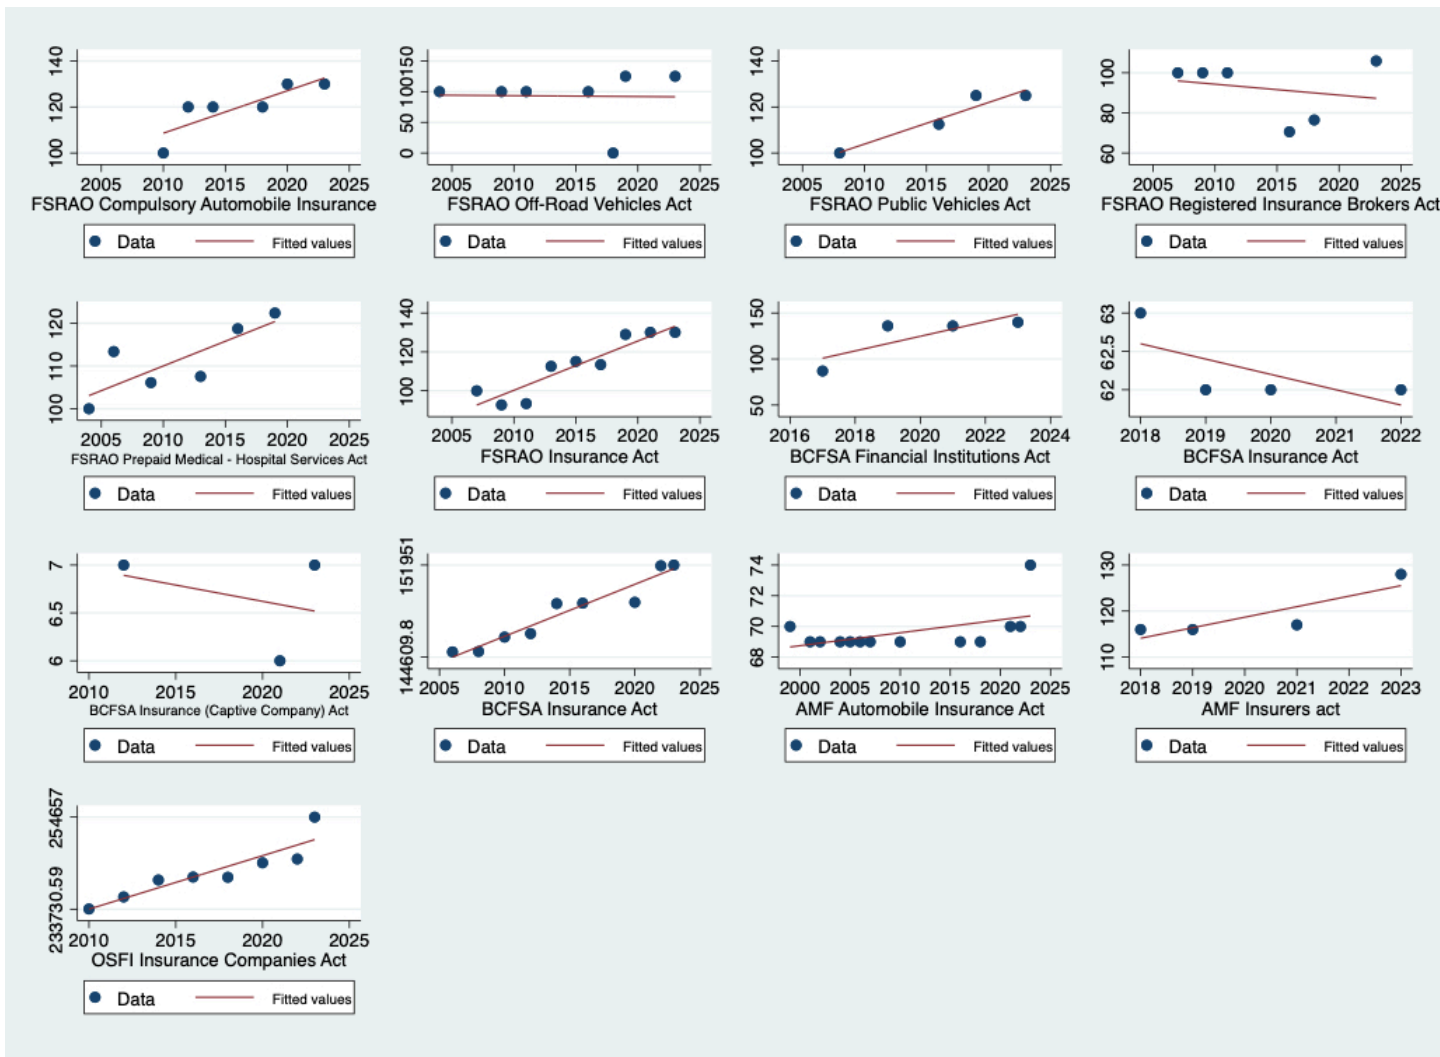 140
120
100
2005 2010 2015 2020 2025
FSRAO Compulsory Automobile Insurance
Data Fitted values
150
100
50
0
2005 2010 2015 2020 2025
FSRAO Off-Road Vehicles Act
Data Fitted values
140
120
100
2005 2010 2015 2020 2025
FSRAO Public Vehicles Act
Data Fitted values
100
80
60
2005 2010 2015 2020 2025
FSRAO Registered Insurance Brokers Act
Data Fitted values
120
110
100
2005 2010 2015 2020 2025
FSRAO Prepaid Medical - Hospital Services Act
Data Fitted values
140
120
100
2005 2010 2015 2020 2025
FSRAO Insurance Act
Data Fitted values
150
100
50
2016 2018 2020 2022 2024
BCFSA Financial Institutions Act
Data Fitted values
63
62.5
62
2018 2019 2020 2021 2022
BCFSA Insurance Act
Data Fitted values
7
6.5
6
2010 2015 2020 2025
BCFSA Insurance (Captive Company) Act
Data Fitted values
151951
144609.8
2005 2010 2015 2020 2025
BCFSA Insurance Act
Data Fitted values
74
72
70
68
2000 2005 2010 2015 2020 2025
AMF Automobile Insurance Act
Data Fitted values
130
120
110
2018 2019 2020 2021 2022 2023
AMF Insurers act
Data Fitted values
254657
233730.59
2010 2015 2020 2025
OSFI Insurance Companies Act
Data Fitted values